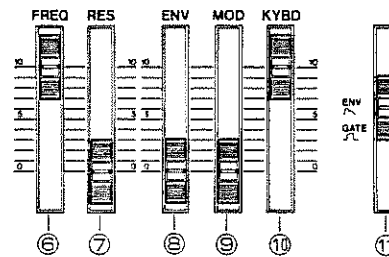 FREQ RES ENV MOD KYBD
10 10 10 10
5 5 5 5
0 0 0 0
ENV
GATE
⑥ ⑦ ⑧ ⑨ ⑩ ⑪